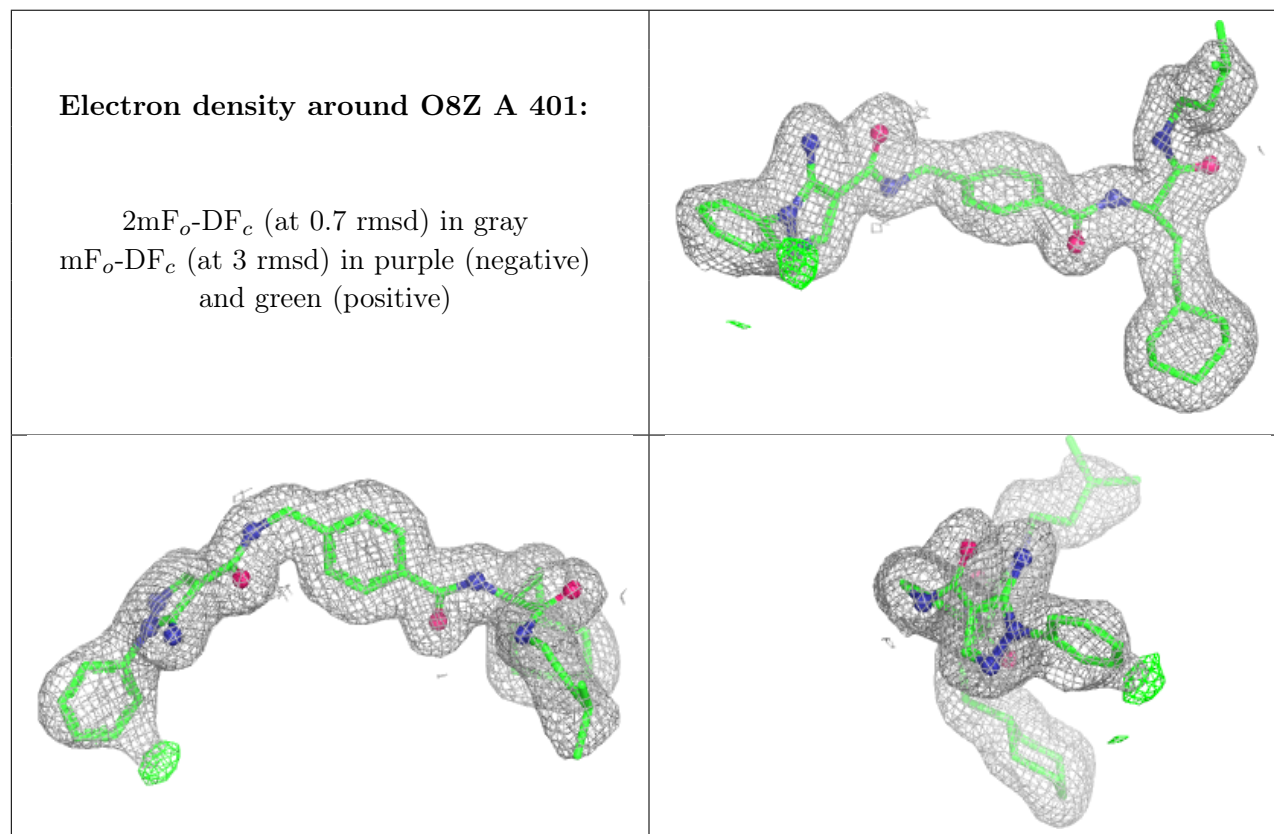 Electron density around O8Z A 401:
2mFo-DFc (at 0.7 rmsd) in gray
mFo-DFc (at 3 rmsd) in purple (negative)
and green (positive)